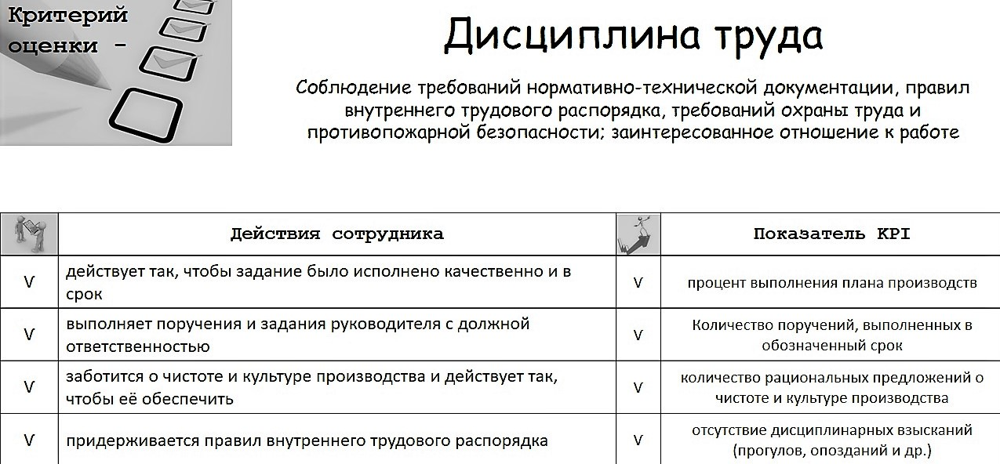 Критерий
оценки -
Дисциплина труда
Соблюдение требований нормативно-технической документации, правил
внутреннего трудового распорядка, требований охраны труда и
противопожарной безопасности; заинтересованное отношение к работе
Действия сотрудника
Показатель KPI
V
действует так, чтобы задание было исполнено качественно и в
срок
V
процент выполнения плана производств
V
выполняет поручения и задания руководителя с должной
ответственностью
V
Количество поручений, выполненных в
обозначенный срок
V
заботится о чистоте и культуре производства и действует так,
чтобы её обеспечить
V
количество рациональных предложений о
чистоте и культуре производства
V
придерживается правил внутреннего трудового распорядка
V
отсутствие дисциплинарных взысканий
(прогулов, опозданий и др.)